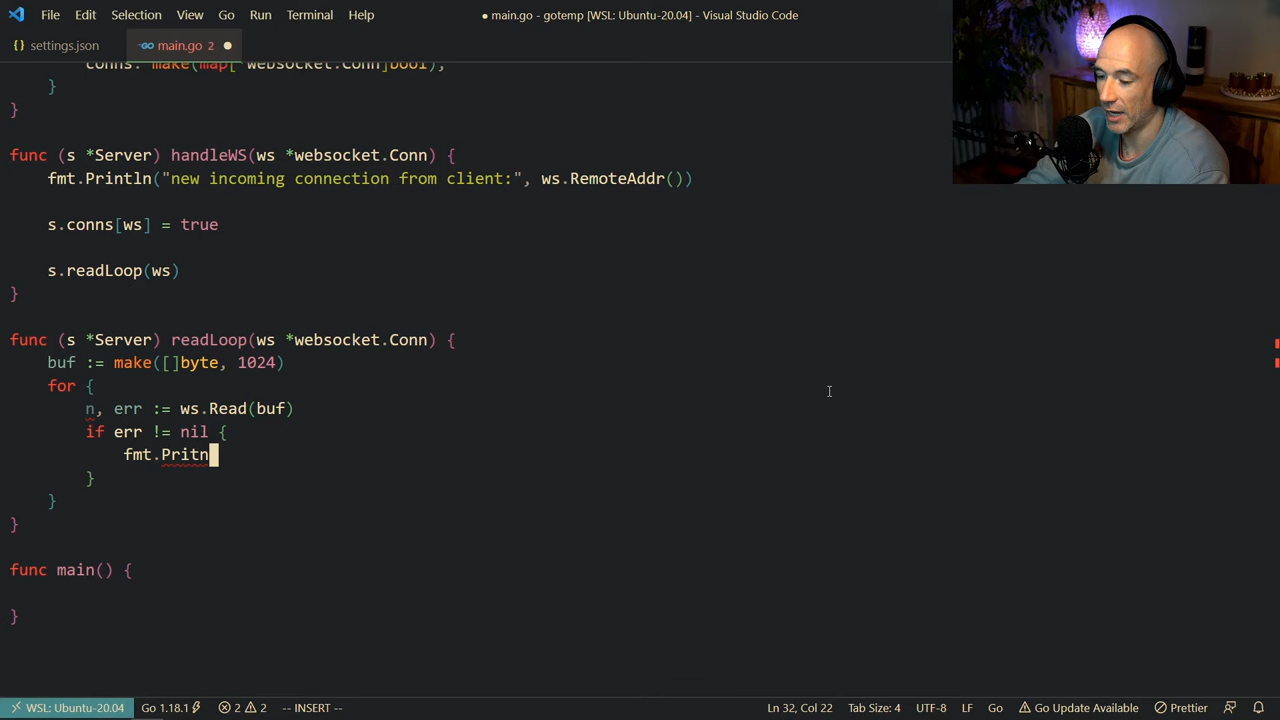 File Edit Selection View Go Run Terminal Help ● main.go - gotemp [WSL: Ubuntu-20.04] - Visual Studio Code
{} settings.json main.go 2 ●
conns: make(map[*websocket.Conn]bool),
}
}
func (s *Server) handleWS(ws *websocket.Conn) {
fmt.Println("new incoming connection from client:", ws.RemoteAddr())
s.conns[ws] = true
s.readLoop(ws)
}
func (s *Server) readLoop(ws *websocket.Conn) {
buf := make([]byte, 1024)
for {
n, err := ws.Read(buf)
if err != nil {
fmt.Pritn
}
}
}
func main() {
}
WSL: Ubuntu-20.04 Go 1.18.1 2 2 -- INSERT -- Ln 32, Col 22 Tab Size: 4 UTF-8 LF Go Go Update Available Prettier